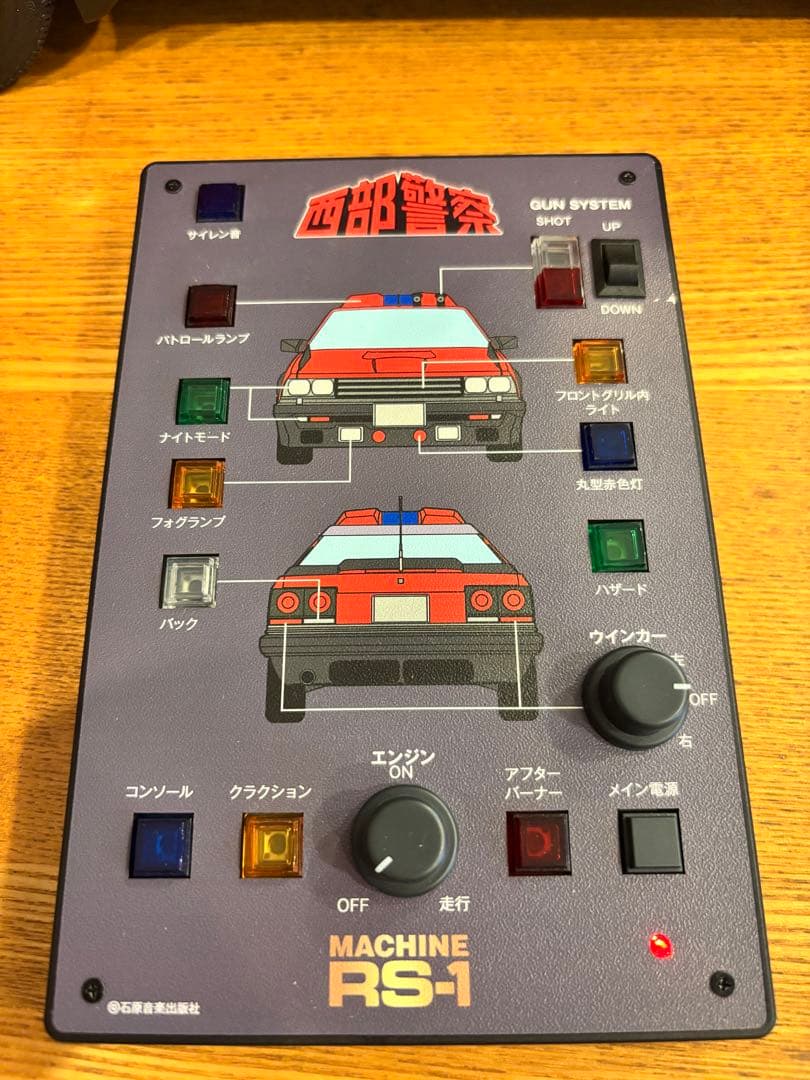 西部警察
サイレン音
GUN SYSTEM
SHOT
UP
DOWN
パトロールランプ
フロントグリル内
ライト
ナイトモード
丸型赤色灯
フォグランプ
ハザード
バック
ウインカー
左
OFF
右
エンジン
ON
OFF
走行
コンソール
クラクション
アフター
バーナー
メイン電源
MACHINE
RS-1
©石原音楽出版社